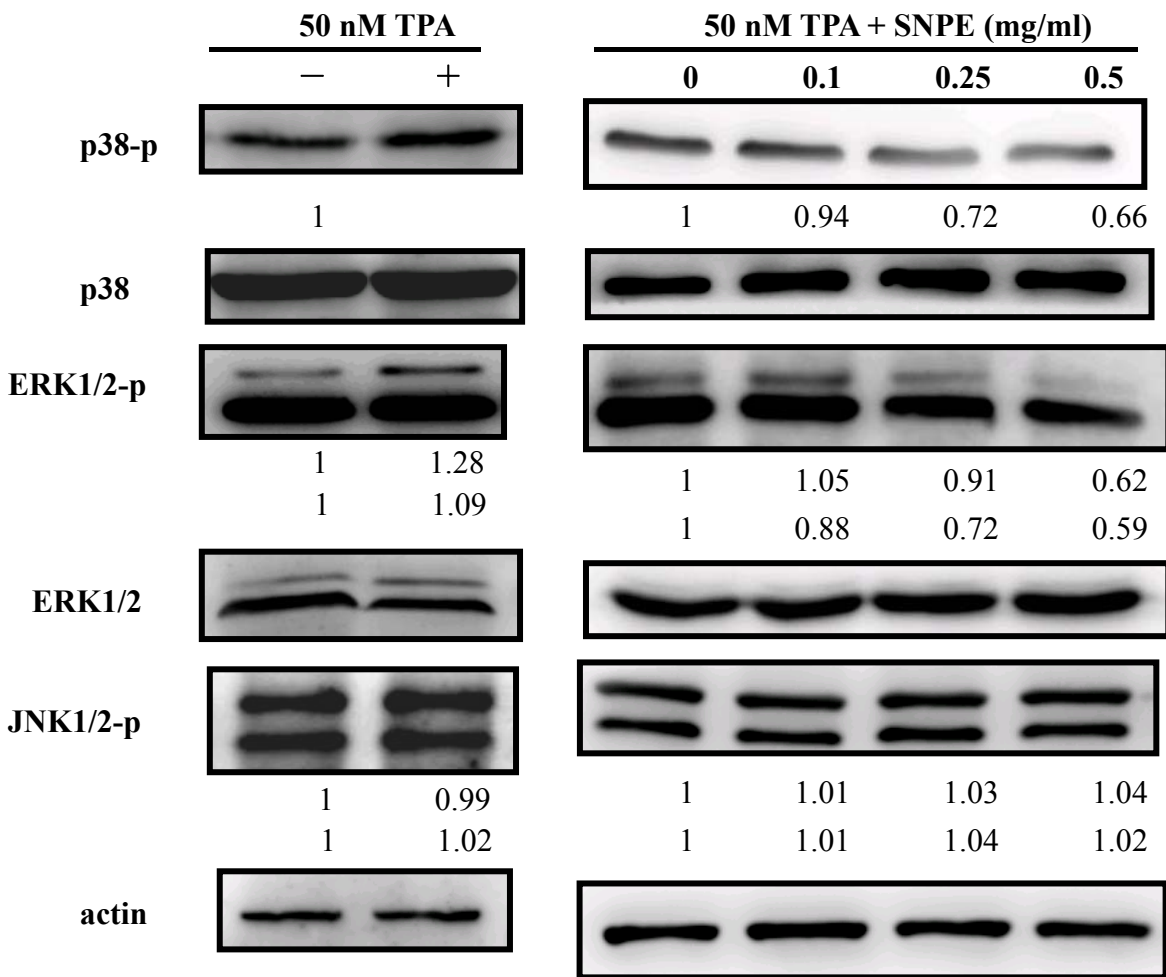 50 nM TPA 50 nM TPA + SNPE (mg/ml)
− + 0 0.1 0.25 0.5
p38-p
1 1 0.94 0.72 0.66
p38
ERK1/2-p
1 1.28 1 1.05 0.91 0.62
1 1.09 1 0.88 0.72 0.59
ERK1/2
JNK1/2-p
1 0.99 1 1.01 1.03 1.04
1 1.02 1 1.01 1.04 1.02
actin